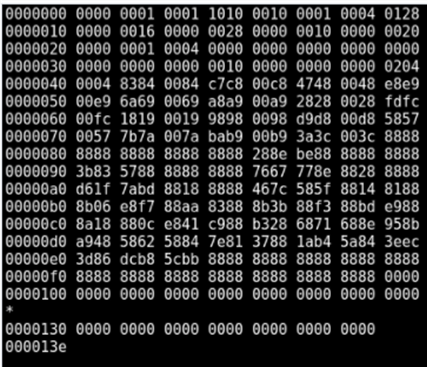 0000000 0000 0001 0001 1010 0010 0001 0004 0128
0000010 0000 0016 0000 0028 0000 0010 0000 0020
0000020 0000 0001 0004 0000 0000 0000 0000 0000
0000030 0000 0000 0000 0010 0000 0000 0000 0204
0000040 0004 8384 0084 c7c8 00c8 4748 0048 e8e9
0000050 00e9 6a69 0069 a8a9 00a9 2828 0028 fdfc
0000060 00fc 1819 0019 9898 0098 d9d8 00d8 5857
0000070 0057 7b7a 007a bab9 00b9 3a3c 003c 8888
0000080 8888 8888 8888 8888 288e be88 8888 8888
0000090 3b83 5788 8888 8888 7667 778e 8828 8888
00000a0 d61f 7abd 8818 8888 467c 585f 8814 8188
00000b0 8b06 e8f7 88aa 8388 8b3b 88f3 88bd e988
00000c0 8a18 880c e841 c988 b328 6871 688e 958b
00000d0 a948 5862 5884 7e81 3788 1ab4 5a84 3eec
00000e0 3d86 dcb8 5cbb 8888 8888 8888 8888 8888
00000f0 8888 8888 8888 8888 8888 8888 8888 0000
0000100 0000 0000 0000 0000 0000 0000 0000 0000
*
0000130 0000 0000 0000 0000 0000 0000 0000
000013e